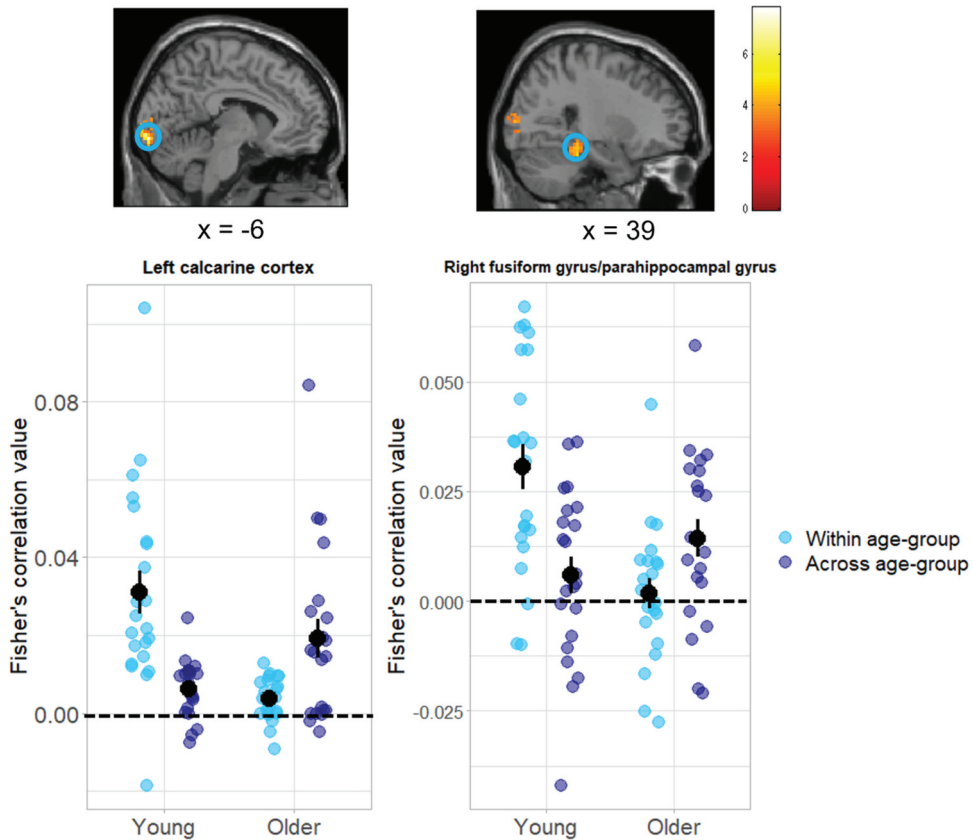 6
4
2
0
x = -6
x = 39
Left calcarine cortex
Right fusiform gyrus/parahippocampal gyrus
Fisher's correlation value
0.08
0.04
0.00
Young
Older
Fisher's correlation value
0.050
0.025
0.000
-0.025
Young
Older
Within age-group
Across age-group